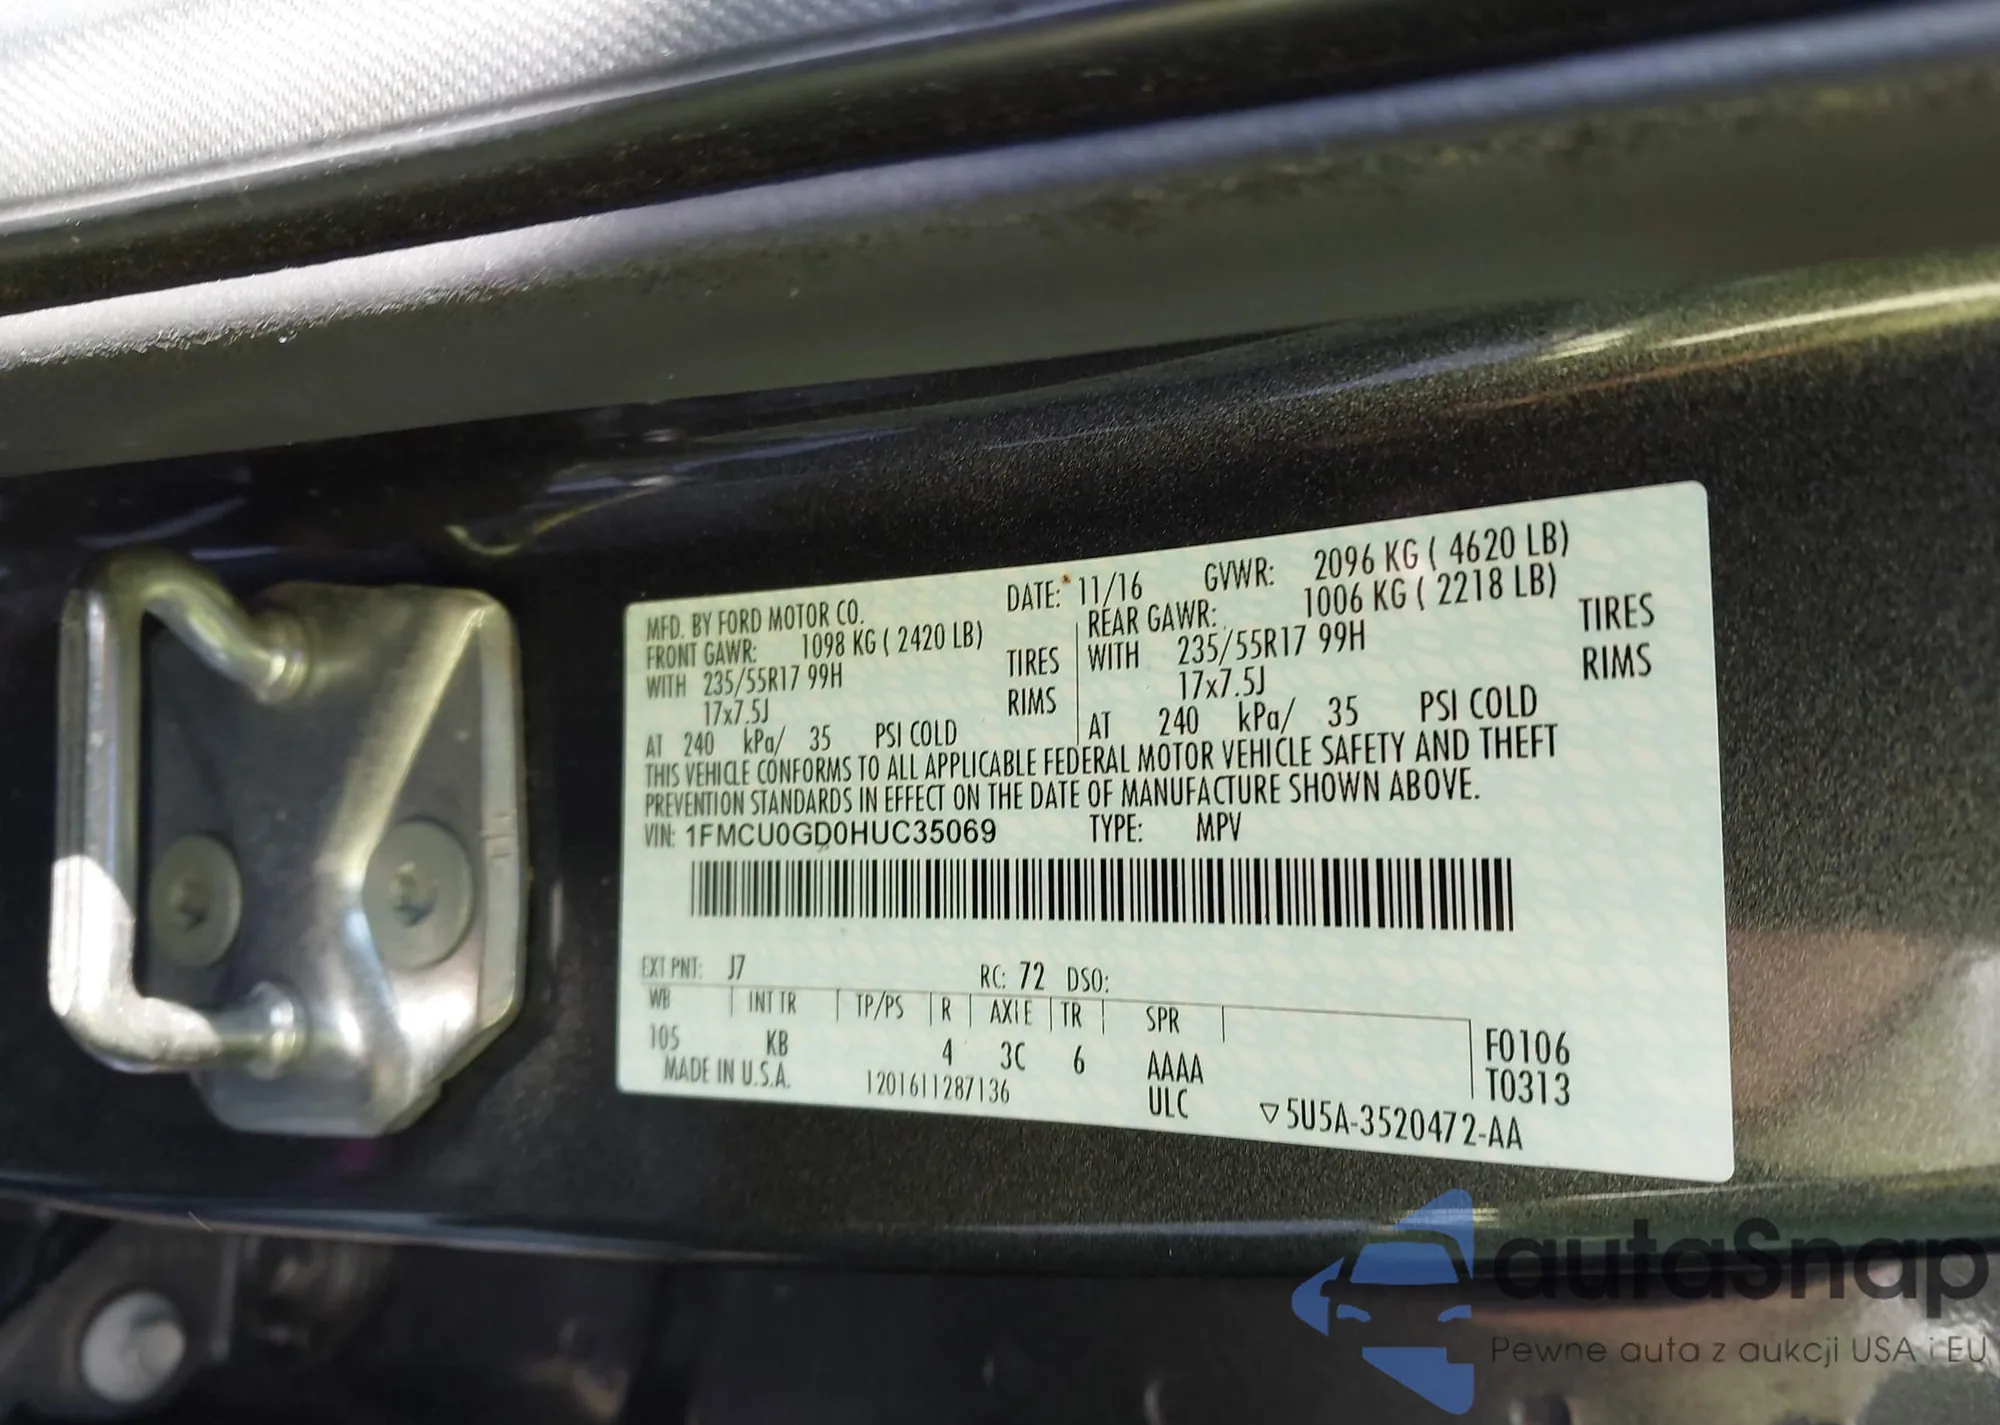 MFD. BY FORD MOTOR CO. DATE: 11/16 GVWR: 2096 KG ( 4620 LB)
FRONT GAWR: 1098 KG ( 2420 LB) REAR GAWR: 1006 KG ( 2218 LB)
WITH 235/55R17 99H TIRES WITH 235/55R17 99H TIRES
17x7.5J RIMS 17x7.5J RIMS
AT 240 kPa/ 35 PSI COLD AT 240 kPa/ 35 PSI COLD
THIS VEHICLE CONFORMS TO ALL APPLICABLE FEDERAL MOTOR VEHICLE SAFETY AND THEFT
PREVENTION STANDARDS IN EFFECT ON THE DATE OF MANUFACTURE SHOWN ABOVE.
VIN: 1FMCU0GD0HUC35069 TYPE: MPV
EXT PNT: J7 RC: 72 DSO:
WB INT TR TP/PS R AXLE TR SPR
105 KB 4 3C 6 AAAA F0106
MADE IN U.S.A. 1201611287136 ULC T0313
▽5U5A-3520472-AA
autaSnap
Pewne auta z aukcji USA i EU